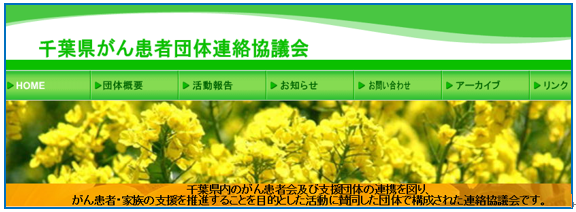 千葉県がん患者団体連絡協議会
HOME 団体概要 活動報告 お知らせ お問い合わせ アーカイブ リンク
千葉県内のがん患者会及び支援団体の連携を図り、
がん患者・家族の支援を推進することを目的とした活動に賛同した団体で構成された連絡協議会です。